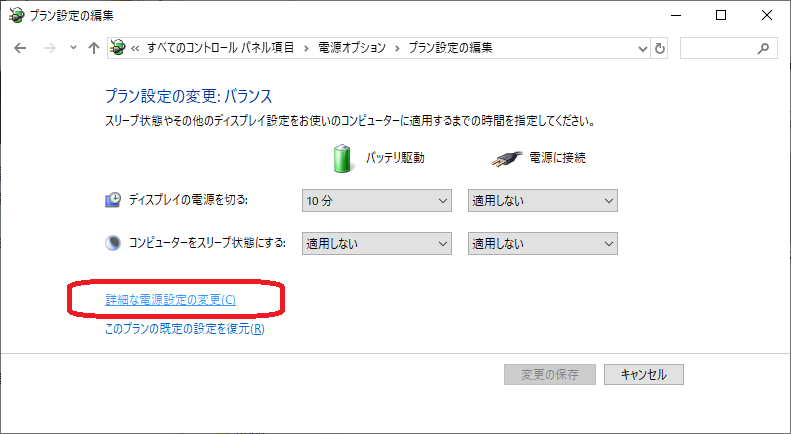 プラン設定の編集
≪ すべてのコントロール パネル項目 > 電源オプション > プラン設定の編集
プラン設定の変更: バランス
スリープ状態やその他のディスプレイ設定をお使いのコンピューターに適用するまでの時間を指定してください。
バッテリ駆動 電源に接続
ディスプレイの電源を切る: 10 分 適用しない
コンピューターをスリープ状態にする: 適用しない 適用しない
詳細な電源設定の変更(C)
このプランの既定の設定を復元(R)
変更の保存 キャンセル